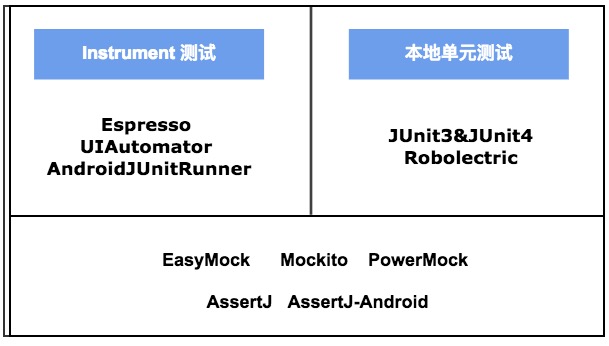 Instrument 测试
Espresso
UIAutomator
AndroidJUnitRunner
本地单元测试
JUnit3&JUnit4
Robolectric
EasyMock Mockito PowerMock
AssertJ AssertJ-Android